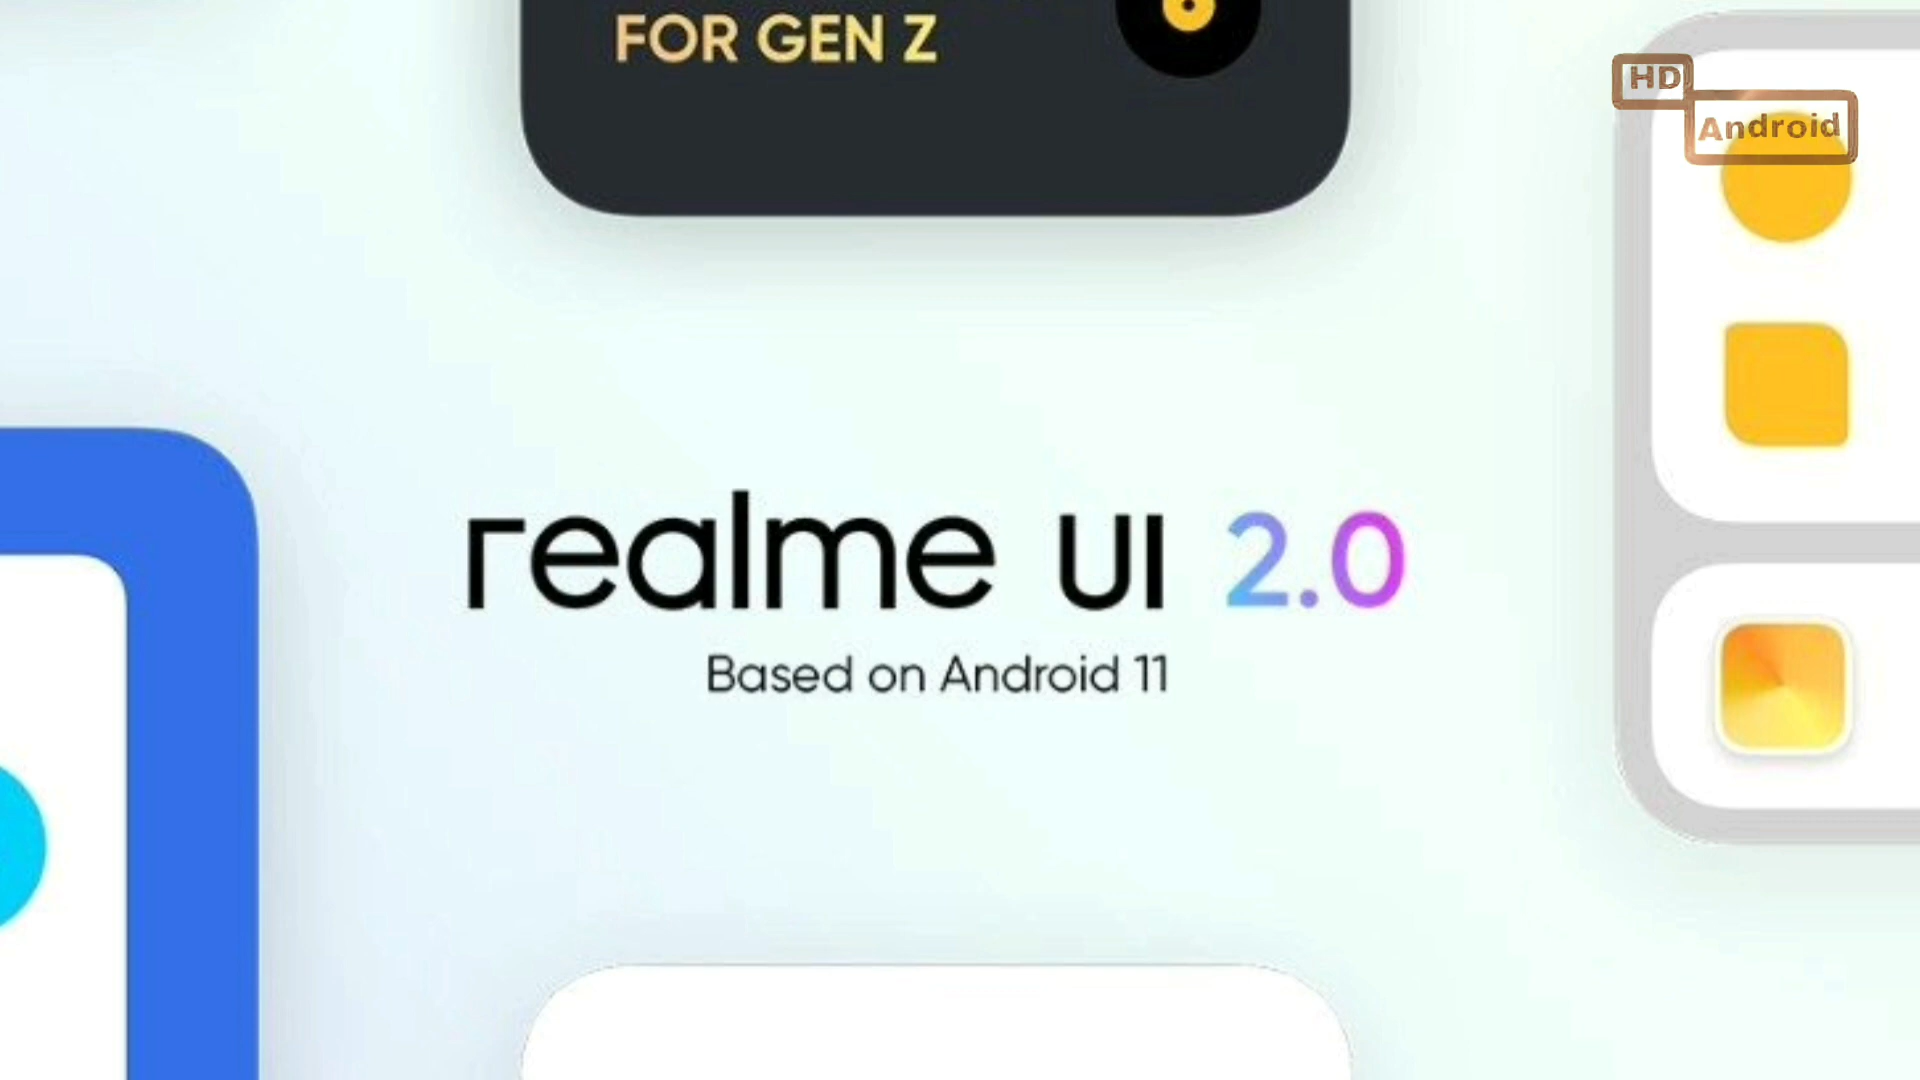 FOR GEN Z
HD
Android
realme UI 2.0
Based on Android 11